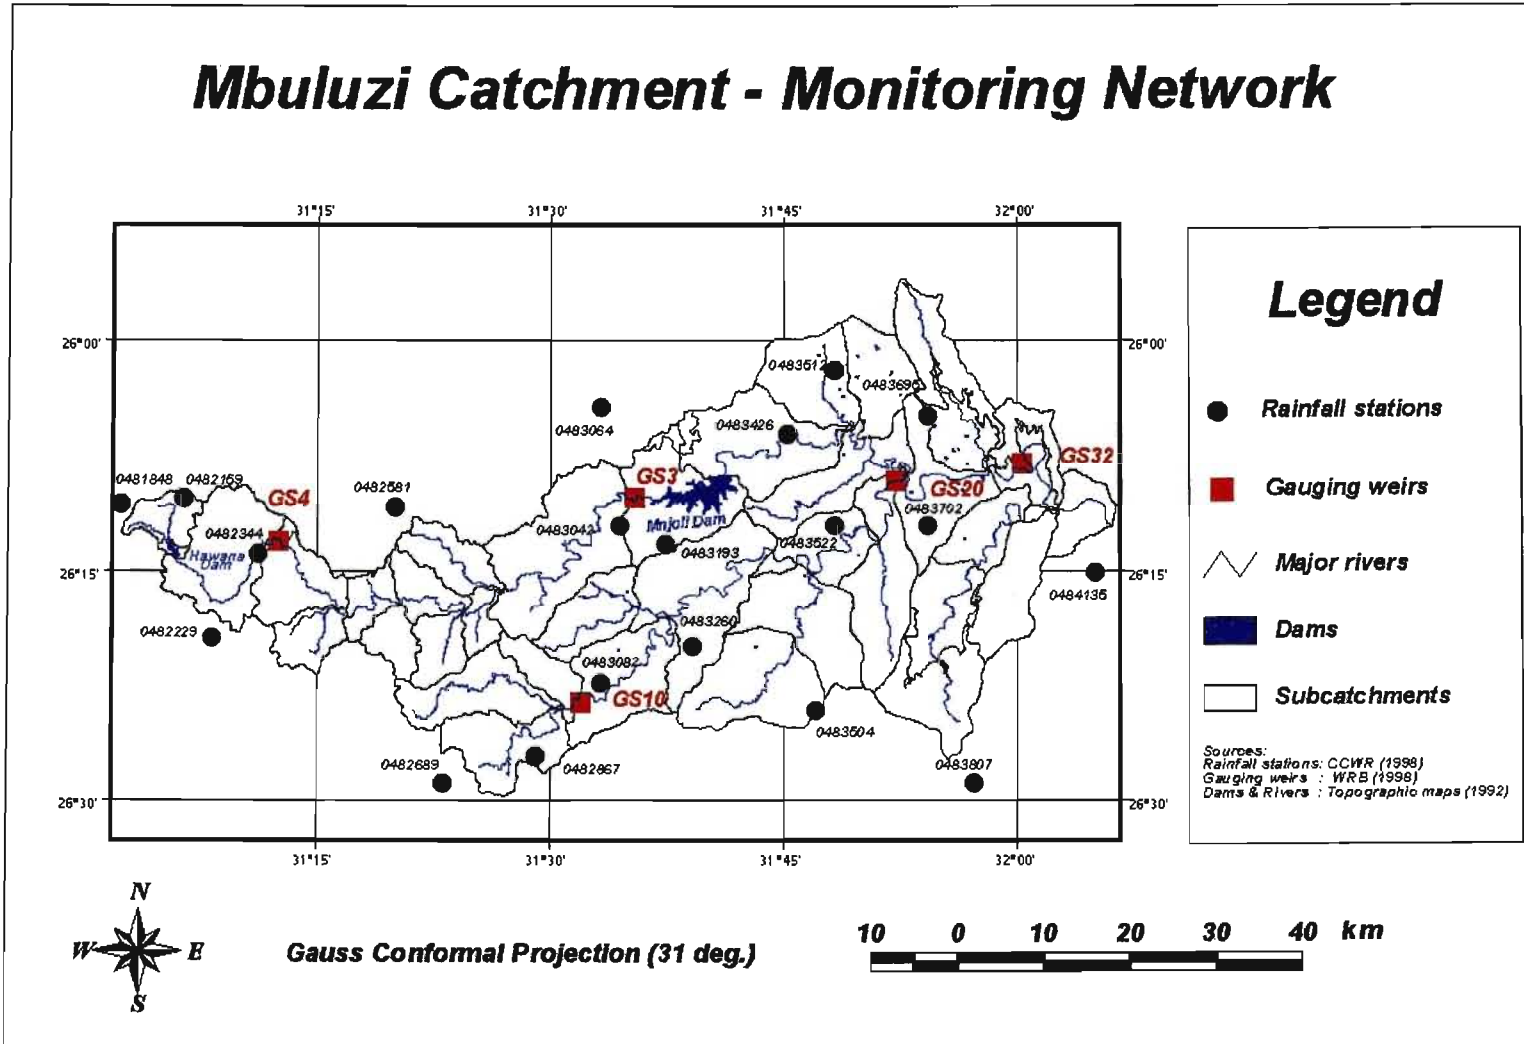 Mbuluzi Catchment - Monitoring Network
31°15'
31°30'
31°45'
32°00'
26°00'
26°00'
0483512
0483695
0483064
0483426
GS32
GS3
0481848
0482159
GS4
0482581
GS20
0483702
Mnjoli Dam
0482344
0483042
0483522
Hawane
Dam
0483193
26°15'
26°15'
0484135
0482229
0483260
0483082
GS10
0483504
0482689
0482867
0483807
26°30'
26°30'
31°15'
31°30'
31°45'
32°00'
Legend
Rainfall stations
Gauging weirs
Major rivers
Dams
Subcatchments
Sources:
Rainfall stations: CCWR (1998)
Gauging weirs : WRB (1998)
Dams & Rivers : Topographic maps (1992)
N
W E
S
Gauss Conformal Projection (31 deg.)
10 0 10 20 30 40 km